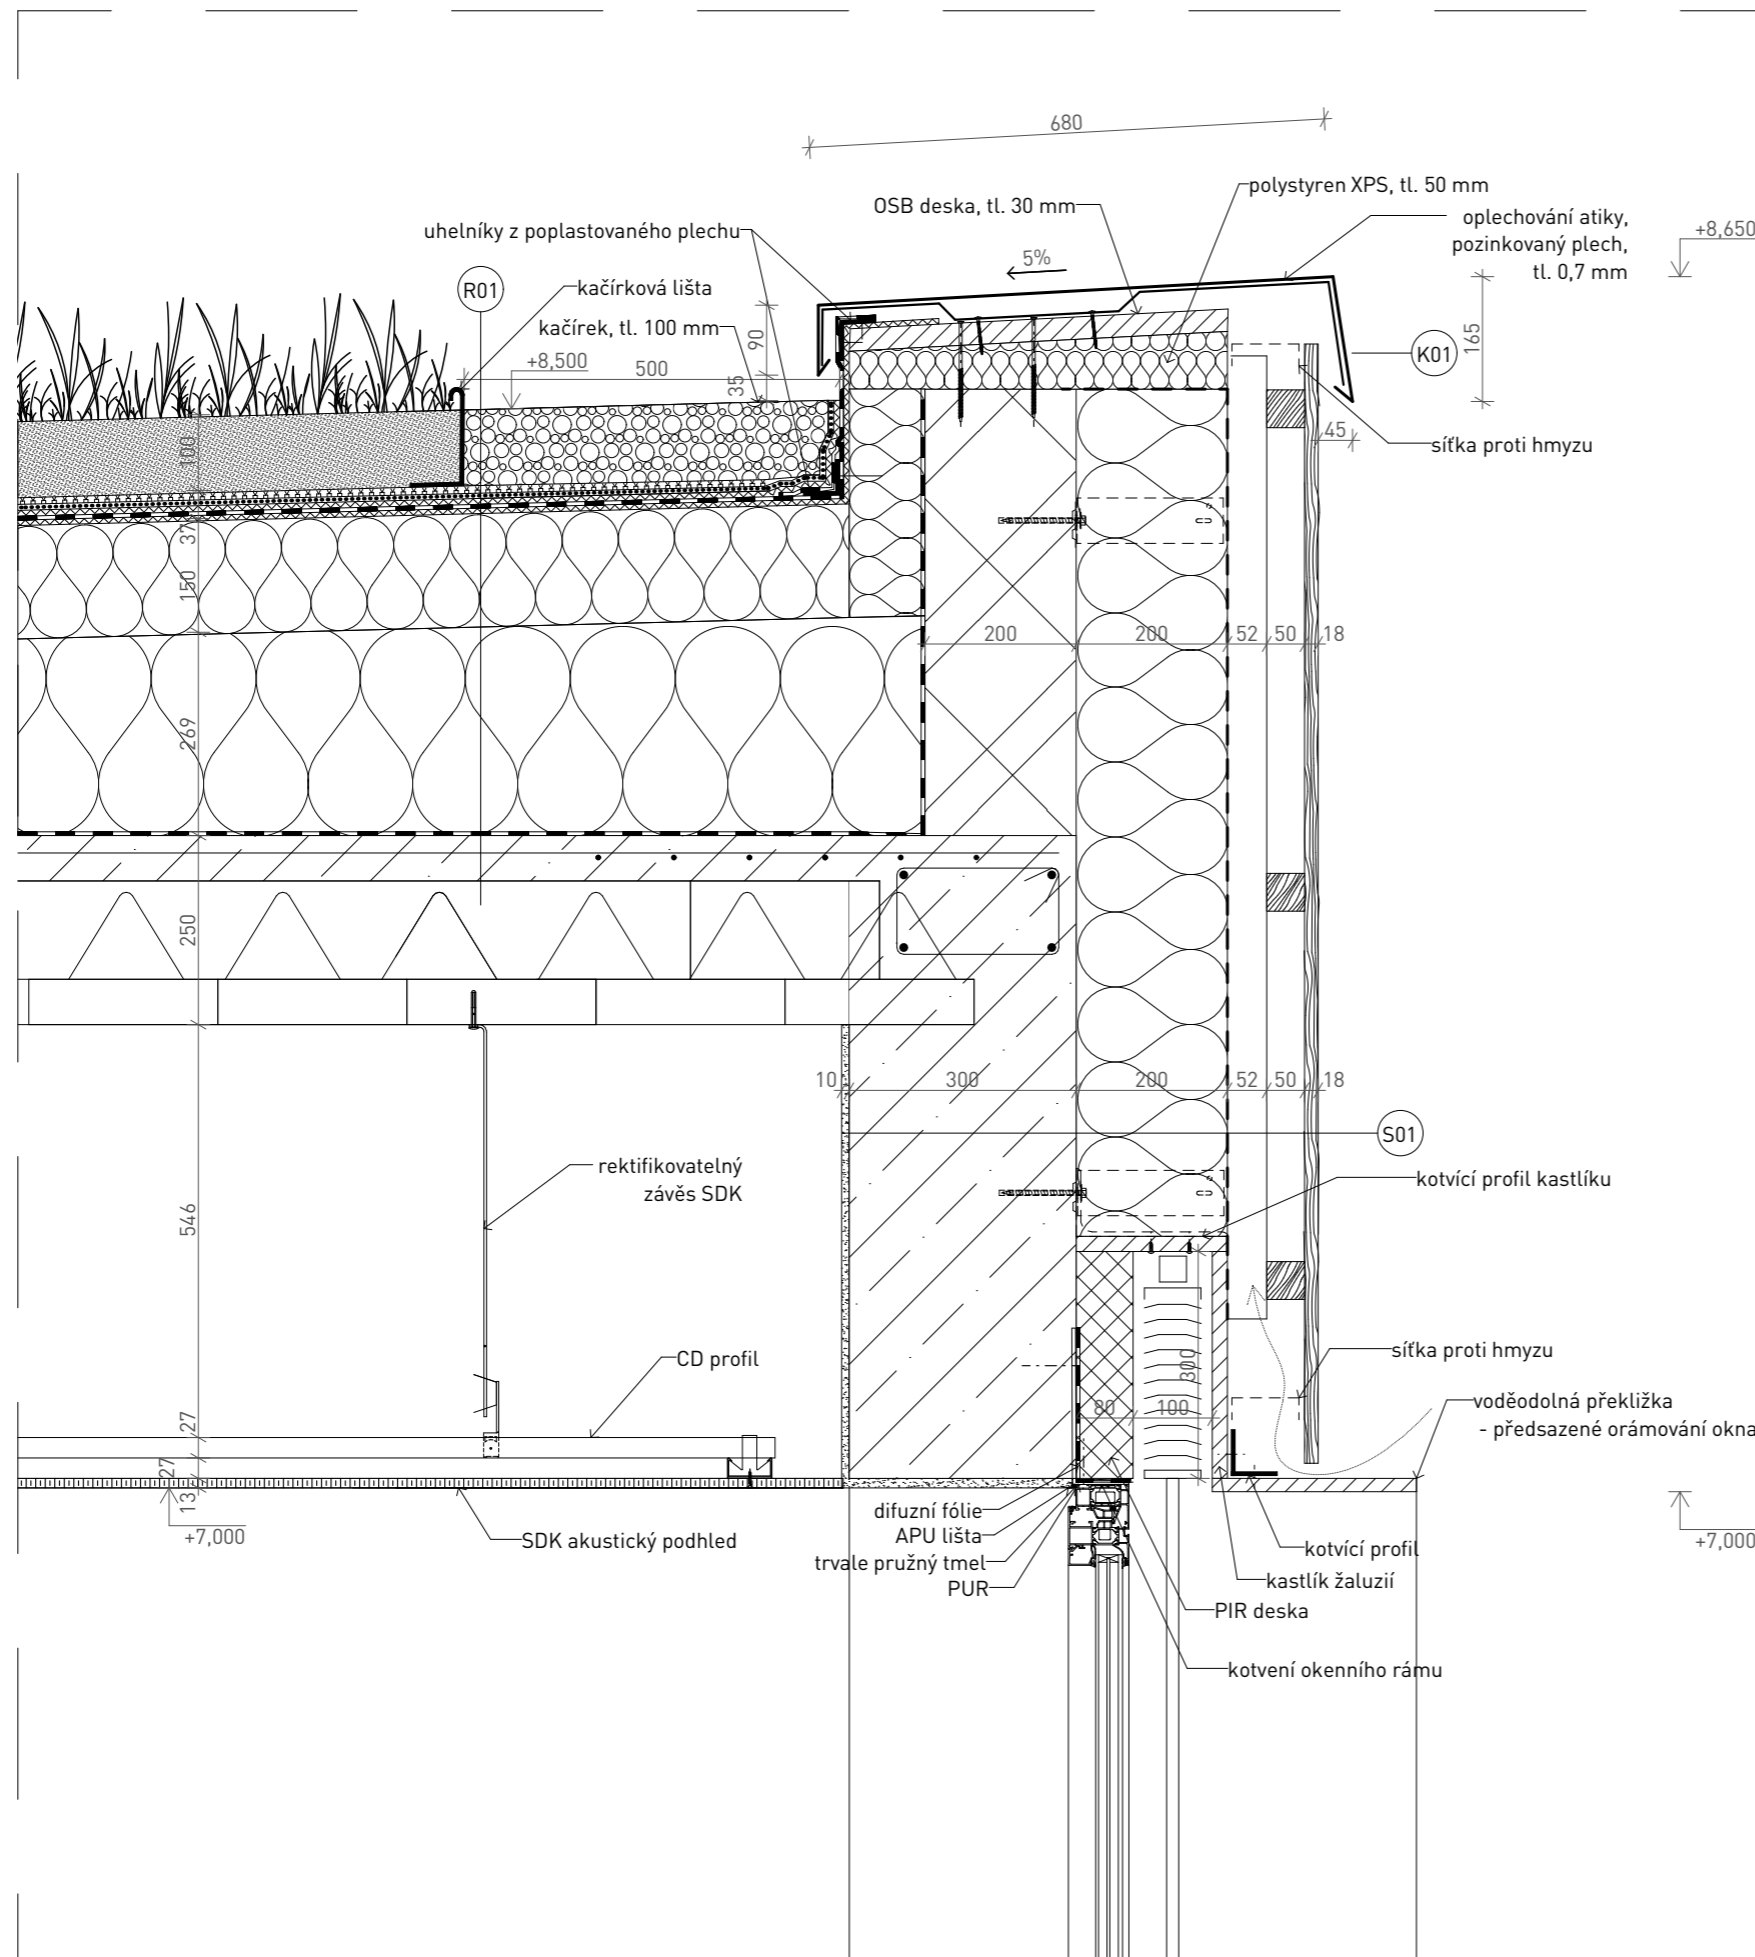 680
polystyren XPS, tl. 50 mm
OSB deska, tl. 30 mm
oplechování atiky,
pozinkovaný plech,
tl. 0,7 mm
+8,650
uhelníky z poplastovaného plechu
5%
R01
kačírková lišta
kačírek, tl. 100 mm
90
165
K01
+8,500
500
35
45
síťka proti hmyzu
100
37
150
200
200
52
50
18
269
250
10
300
200
52
50
18
S01
rektifikovatelný
závěs SDK
kotvící profil kastlíku
546
CD profil
síťka proti hmyzu
300
voděodolná překližka
- předsazené orámování okna
80
100
27
27
13
+7,000
SDK akustický podhled
difuzní fólie
APU lišta
trvale pružný tmel
PUR
kotvící profil
kastlík žaluzií
PIR deska
kotvení okenního rámu
+7,000